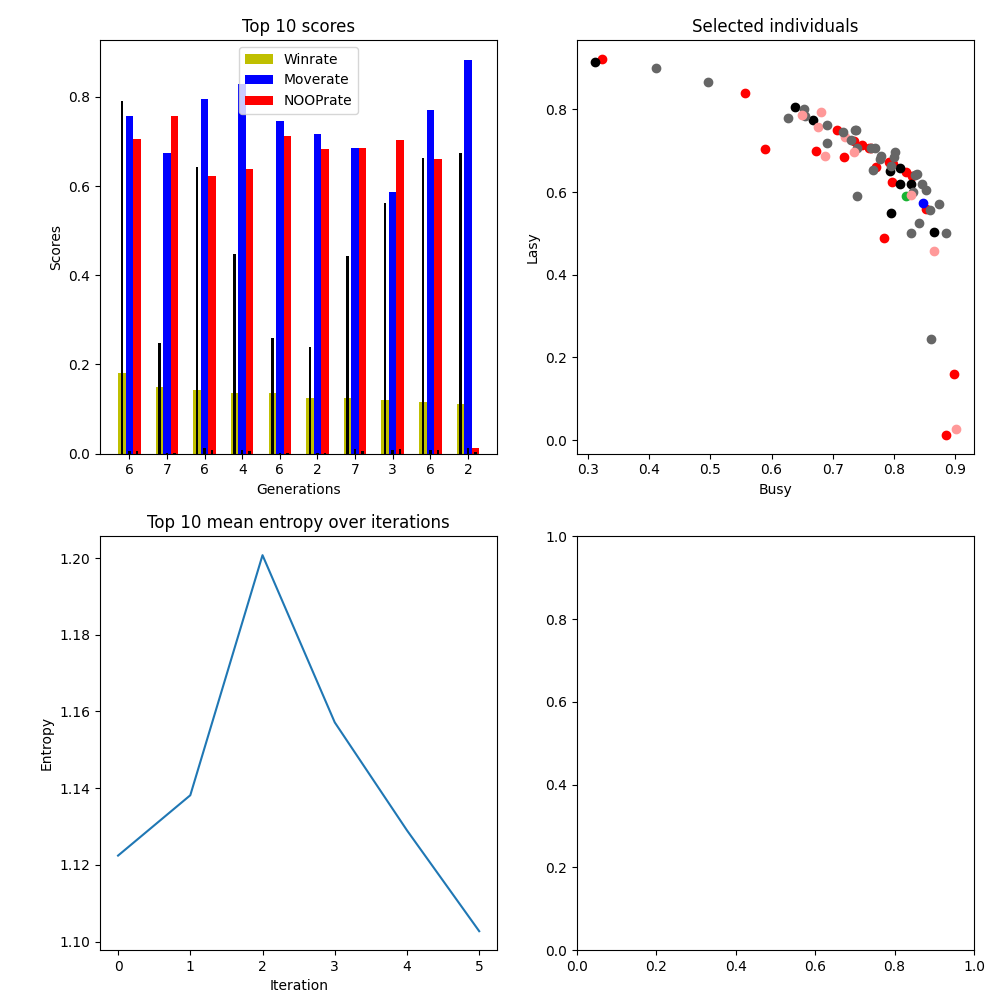 Top 10 scores
Winrate
Moverate
NOOPrate
0.8
0.6
0.4
0.2
0.0
Scores
6 7 6 4 6 2 7 3 6 2
Generations
Selected individuals
0.8
0.6
0.4
0.2
0.0
Lasy
0.3 0.4 0.5 0.6 0.7 0.8 0.9
Busy
Top 10 mean entropy over iterations
1.20
1.18
1.16
1.14
1.12
1.10
Entropy
0 1 2 3 4 5
Iteration
1.0
0.8
0.6
0.4
0.2
0.0
0.0 0.2 0.4 0.6 0.8 1.0